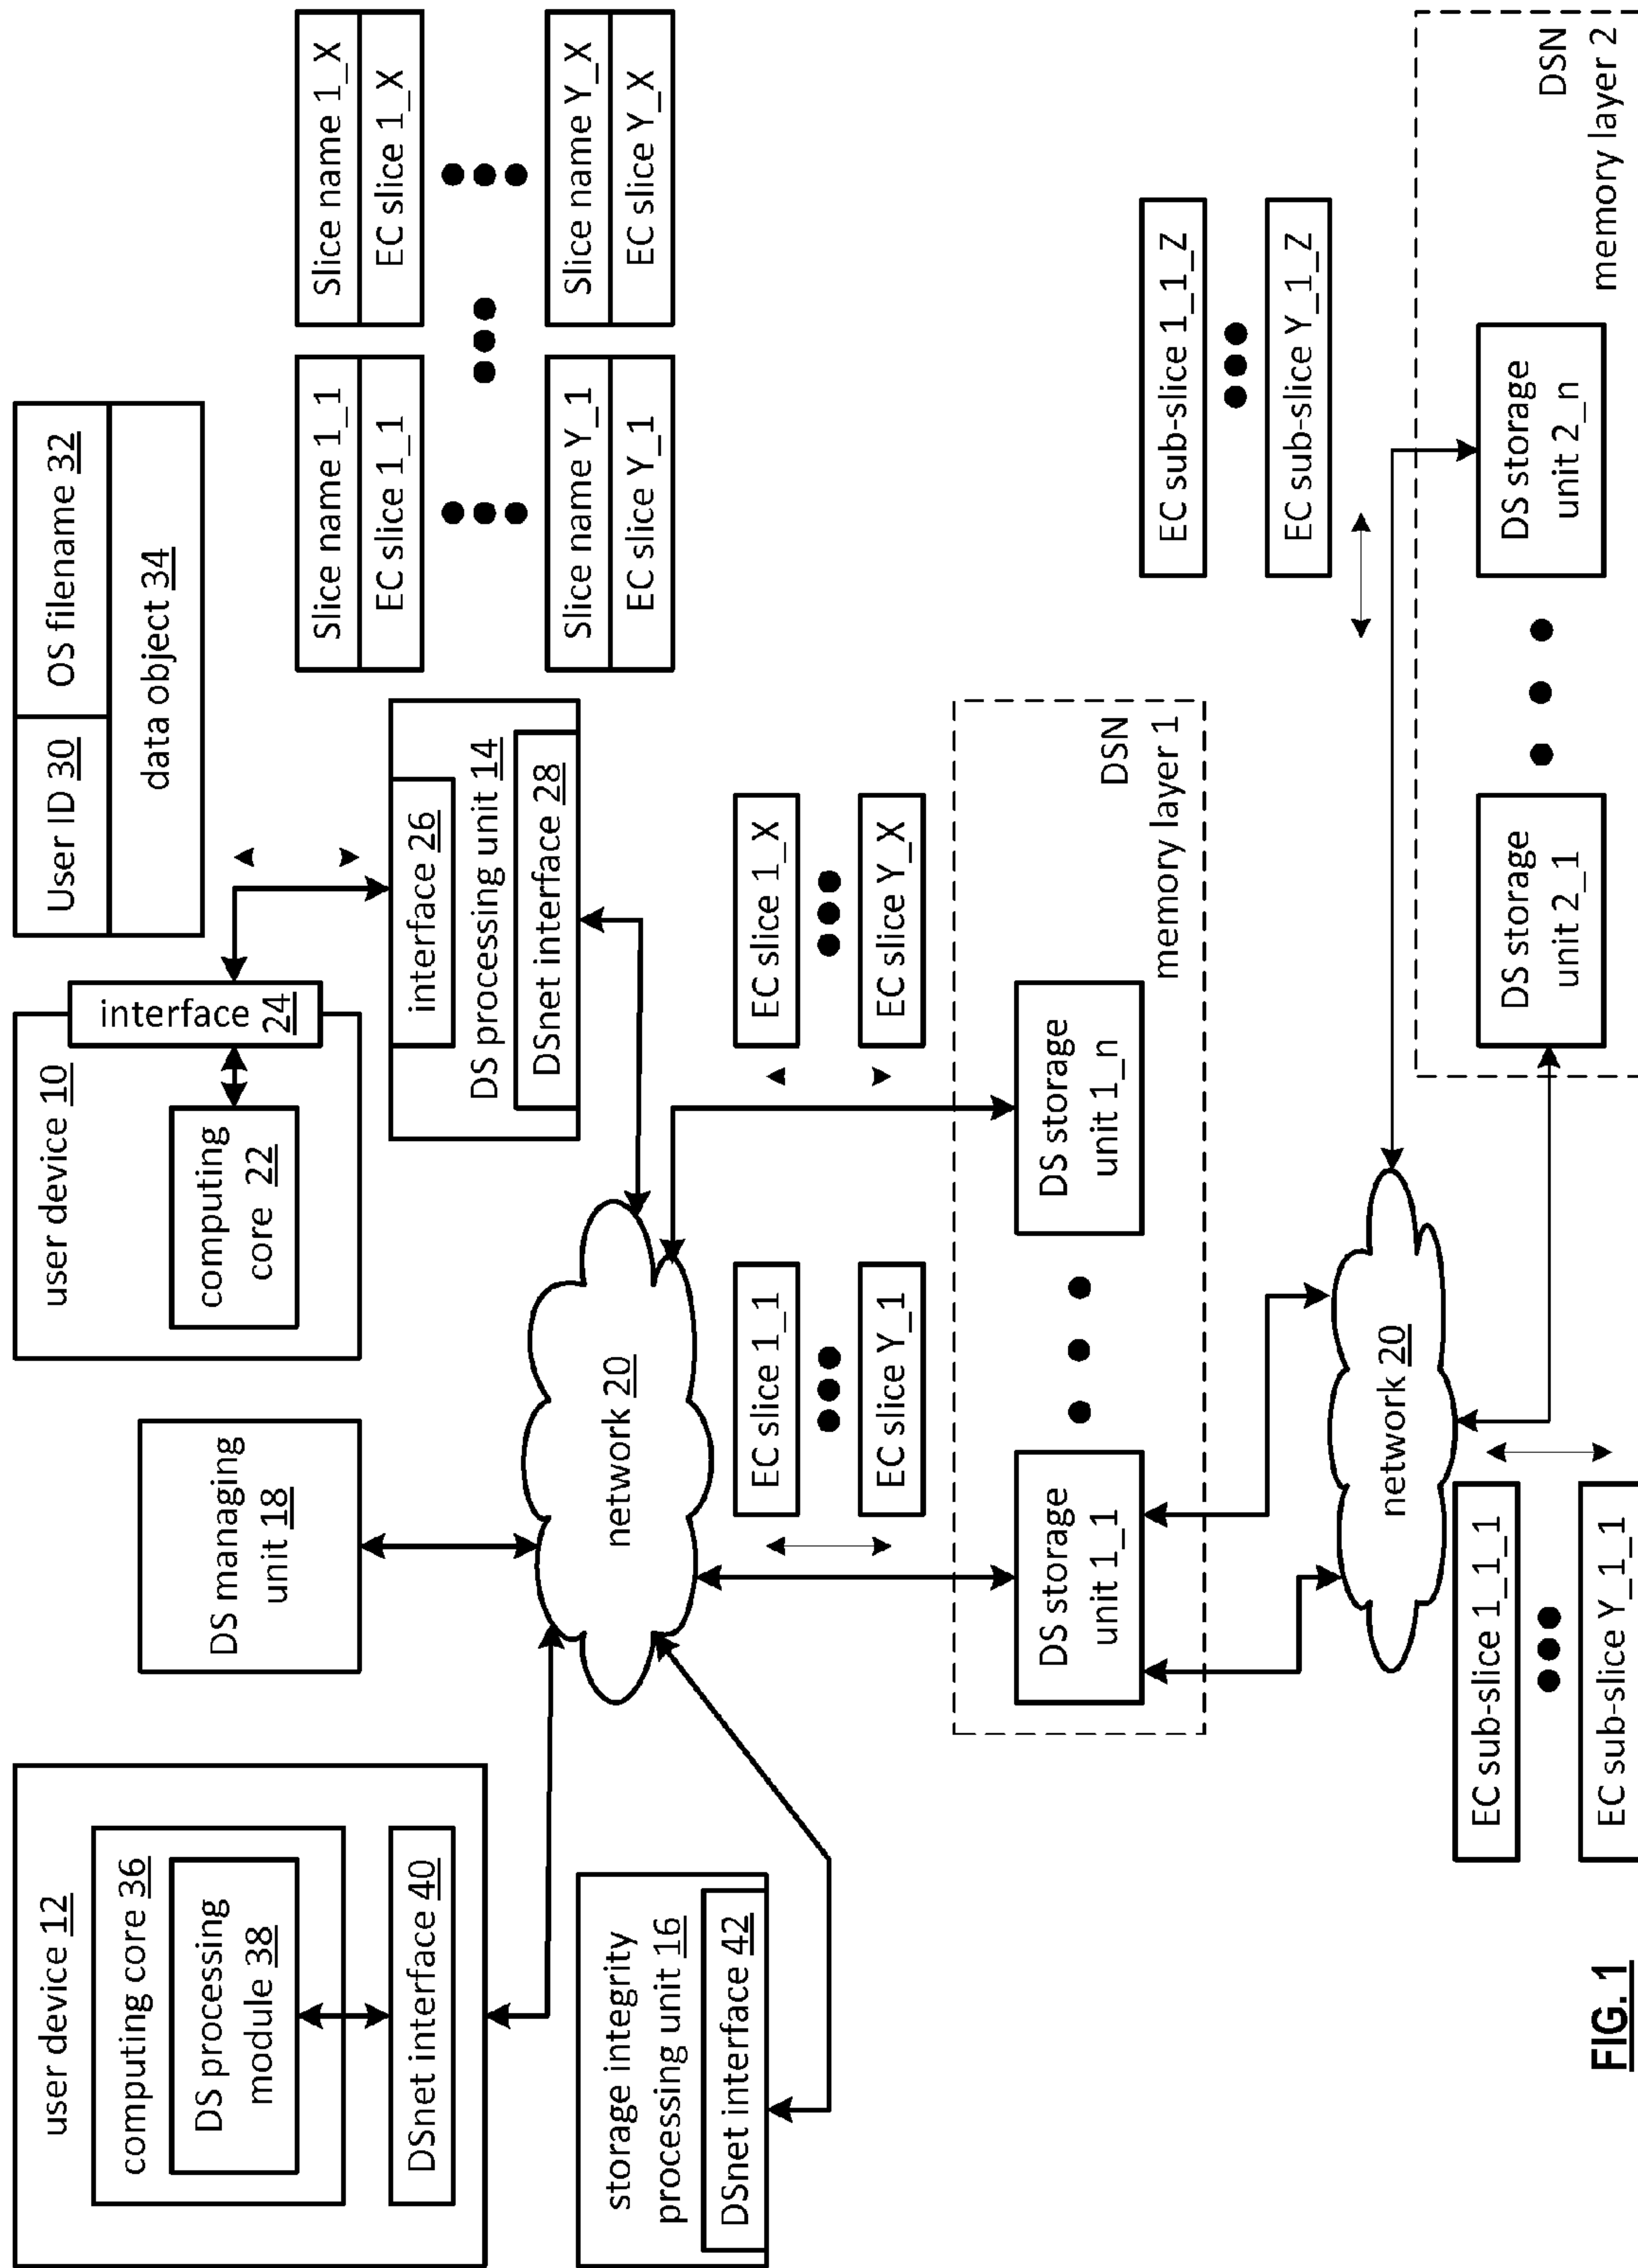 user device 12
computing core 36
DS processing
module 38
DSnet interface 40
DS managing
unit 18
user device 10
computing
core 22
interface 24
User ID 30
OS filename 32
data object 34
storage integrity
processing unit 16
DSnet interface 42
network 20
interface 26
DS processing unit 14
DSnet interface 28
Slice name 1_1
EC slice 1_1
Slice name 1_X
EC slice 1_X
Slice name Y_1
EC slice Y_1
Slice name Y_X
EC slice Y_X
EC slice 1_1
EC slice Y_1
EC slice 1_X
EC slice Y_X
DS storage
unit 1_1
DS storage
unit 1_n
DSN
memory layer 1
network 20
EC sub-slice 1_1_1
EC sub-slice Y_1_1
EC sub-slice 1_1_Z
EC sub-slice Y_1_Z
DS storage
unit 2_1
DS storage
unit 2_n
DSN
memory layer 2
FIG. 1